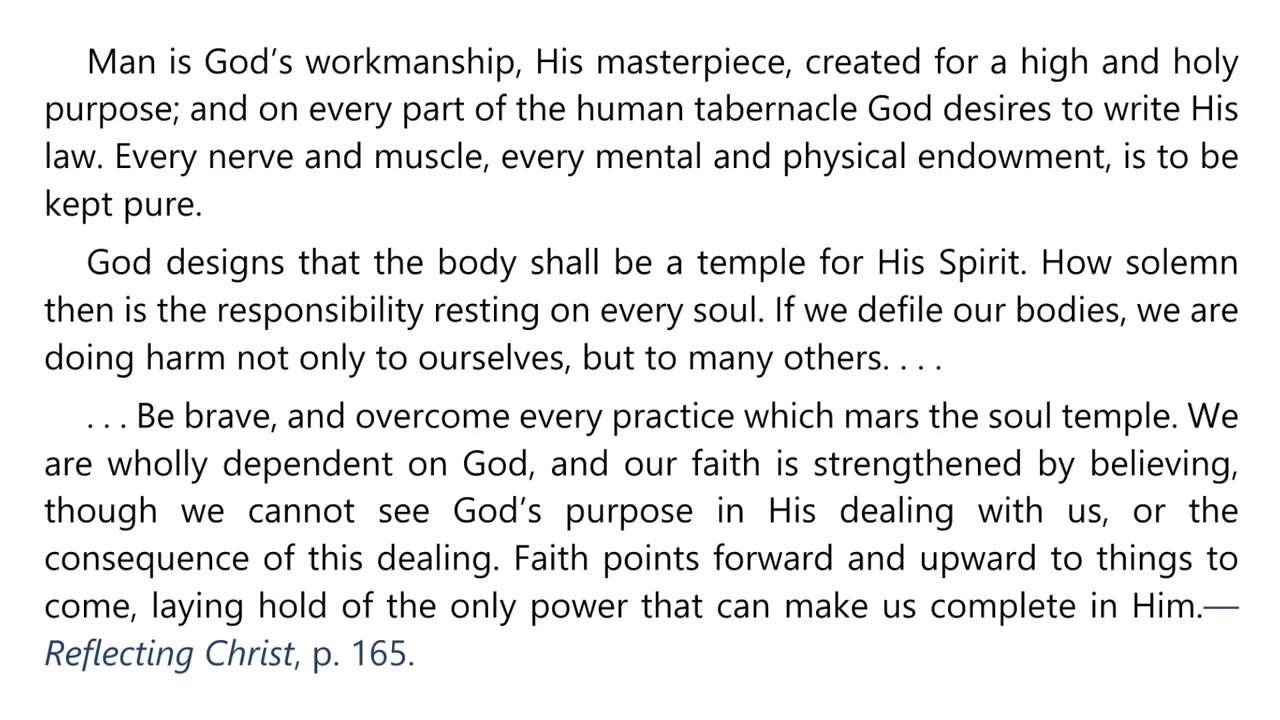 Man is God’s workmanship, His masterpiece, created for a high and holy
purpose; and on every part of the human tabernacle God desires to write His
law. Every nerve and muscle, every mental and physical endowment, is to be
kept pure.
God designs that the body shall be a temple for His Spirit. How solemn
then is the responsibility resting on every soul. If we defile our bodies, we are
doing harm not only to ourselves, but to many others. . . .
. . . Be brave, and overcome every practice which mars the soul temple. We
are wholly dependent on God, and our faith is strengthened by believing,
though we cannot see God’s purpose in His dealing with us, or the
consequence of this dealing. Faith points forward and upward to things to
come, laying hold of the only power that can make us complete in Him.—
Reflecting Christ, p. 165.